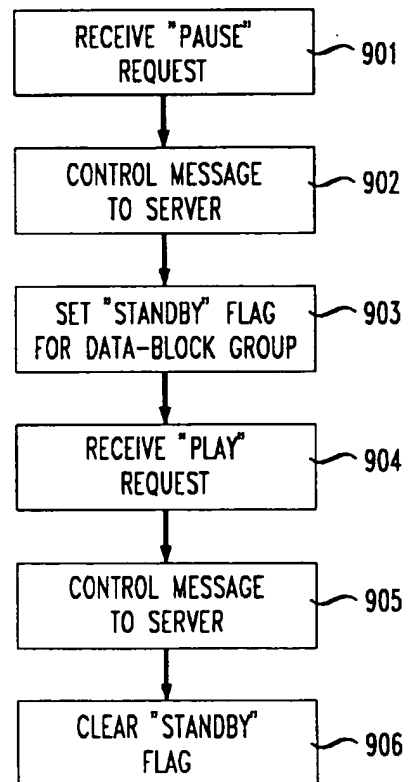 RECEIVE "PAUSE"
REQUEST
901
CONTROL MESSAGE
TO SERVER
902
SET "STANDBY" FLAG
FOR DATA-BLOCK GROUP
903
RECEIVE "PLAY"
REQUEST
904
CONTROL MESSAGE
TO SERVER
905
CLEAR "STANDBY"
FLAG
906